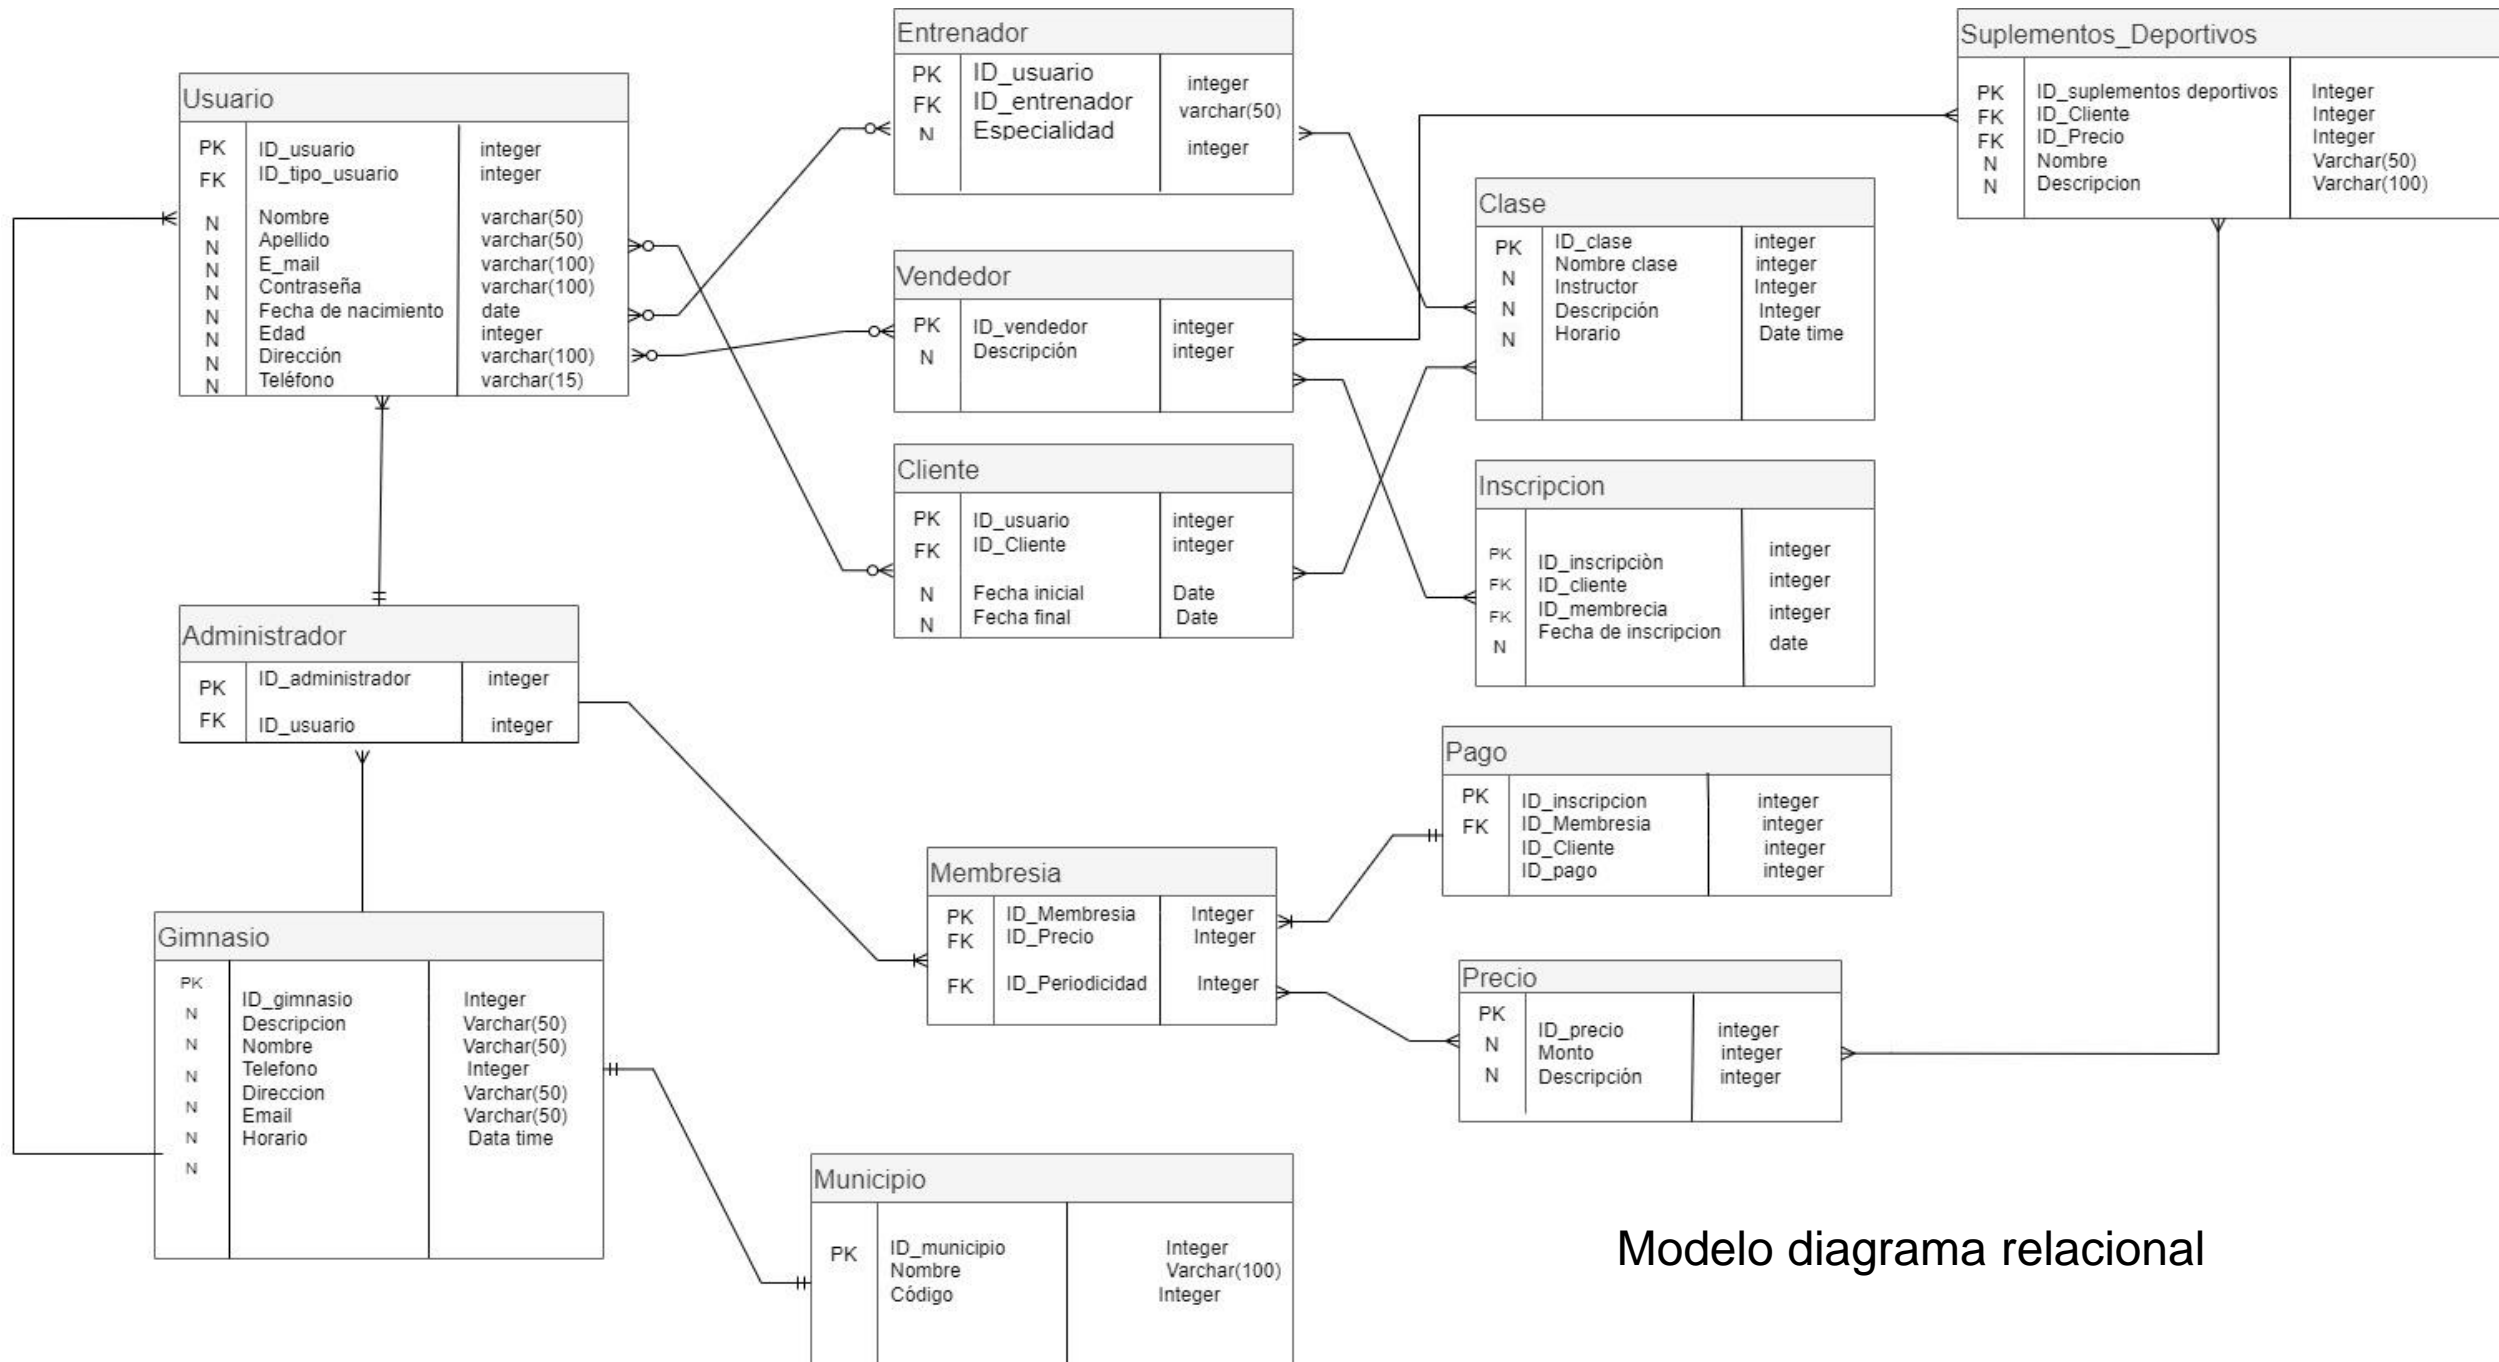 Usuario
PK ID_usuario integer
FK ID_tipo_usuario integer
N Nombre varchar(50)
N Apellido varchar(50)
N E_mail varchar(100)
N Contraseña varchar(100)
N Fecha de nacimiento date
N Edad integer
N Dirección varchar(100)
N Teléfono varchar(15)
Entrenador
PK ID_usuario integer
FK ID_entrenador varchar(50)
N Especialidad integer
Suplementos_Deportivos
PK ID_suplementos deportivos Integer
FK ID_Cliente Integer
FK ID_Precio Integer
N Nombre Varchar(50)
N Descripcion Varchar(100)
Vendedor
PK ID_vendedor integer
N Descripción integer
Clase
PK ID_clase integer
N Nombre clase integer
Instructor Integer
N Descripción Integer
N Horario Date time
Cliente
PK ID_usuario integer
FK ID_Cliente integer
N Fecha inicial Date
N Fecha final Date
Inscripcion
PK ID_inscripciòn integer
FK ID_cliente integer
FK ID_membrecia integer
N Fecha de inscripcion date
Administrador
PK ID_administrador integer
FK ID_usuario integer
Pago
PK ID_inscripcion integer
FK ID_Membresia integer
ID_Cliente integer
ID_pago integer
Membresia
PK ID_Membresia Integer
FK ID_Precio Integer
FK ID_Periodicidad Integer
Gimnasio
PK ID_gimnasio Integer
N Descripcion Varchar(50)
N Nombre Varchar(50)
N Telefono Integer
N Direccion Varchar(50)
N Email Varchar(50)
N Horario Data time
Precio
PK ID_precio integer
N Monto integer
N Descripción integer
Municipio
PK ID_municipio Integer
Nombre Varchar(100)
Código Integer
Modelo diagrama relacional